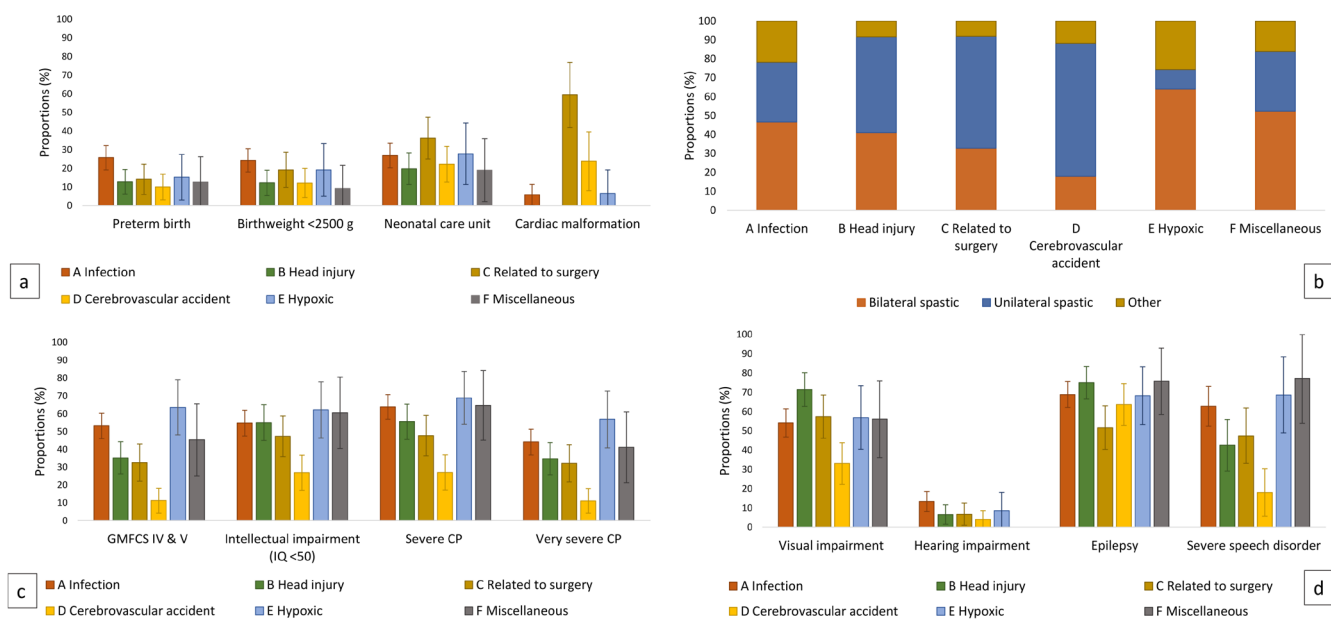 Proportions (%)
100
90
80
70
60
50
40
30
20
10
0
Preterm birth
Birthweight <2500 g
Neonatal care unit
Cardiac malformation
A Infection
B Head injury
C Related to surgery
D Cerebrovascular accident
E Hypoxic
F Miscellaneous
a
Proportions (%)
100
90
80
70
60
50
40
30
20
10
0
A Infection
B Head injury
C Related to
surgery
D
Cerebrovascular
accident
E Hypoxic
F Miscellaneous
Bilateral spastic
Unilateral spastic
Other
b
Proportions (%)
100
90
80
70
60
50
40
30
20
10
0
GMFCS IV & V
Intellectual impairment
(IQ <50)
Severe CP
Very severe CP
A Infection
B Head injury
C Related to surgery
D Cerebrovascular accident
E Hypoxic
F Miscellaneous
c
Proportions (%)
100
90
80
70
60
50
40
30
20
10
0
Visual impairment
Hearing impairment
Epilepsy
Severe speech disorder
A Infection
B Head injury
C Related to surgery
D Cerebrovascular accident
E Hypoxic
F Miscellaneous
d